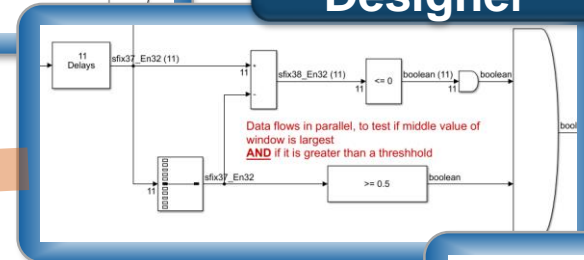 Designer
11
Delays
sfix37_En32 (11)
11
+
-
sfix38_En32 (11)
11
<= 0
boolean (11)
11
boolean
Data flows in parallel, to test if middle value of
window is largest
AND if it is greater than a threshhold
11
sfix37_En32
>= 0.5
boolean
bool